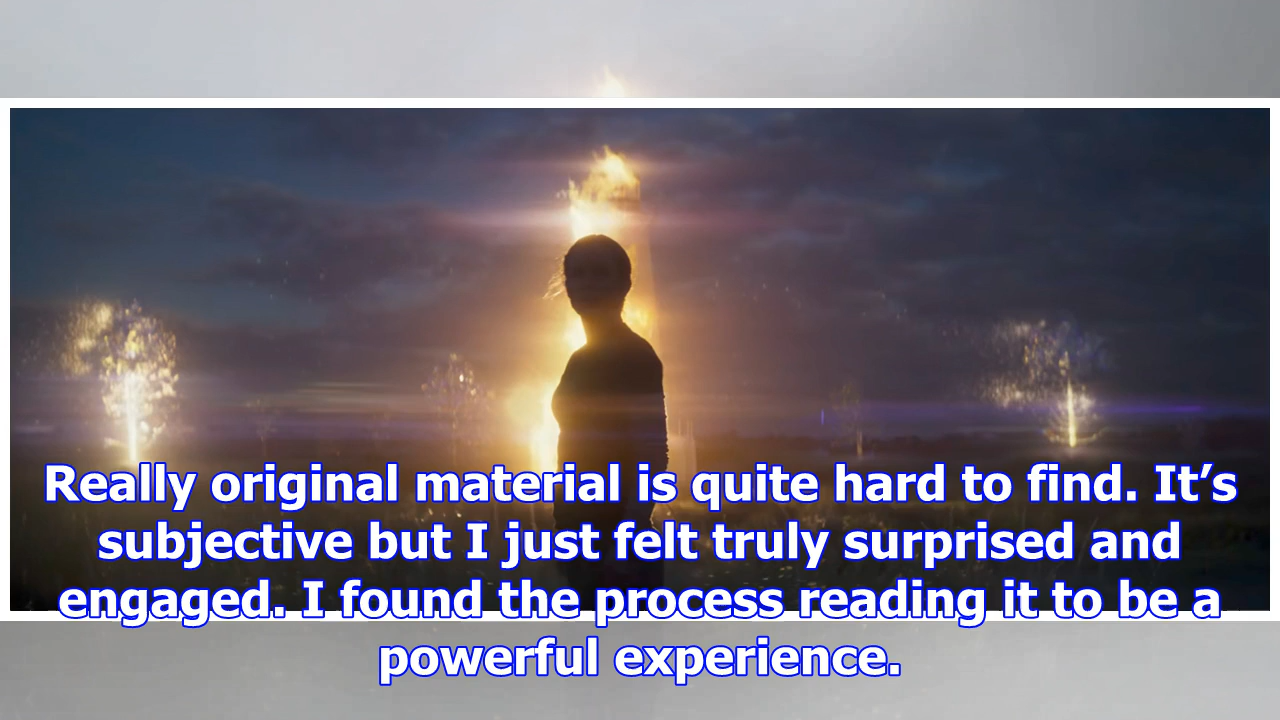 Really original material is quite hard to find. It’s
subjective but I just felt truly surprised and
engaged. I found the process reading it to be a
powerful experience.